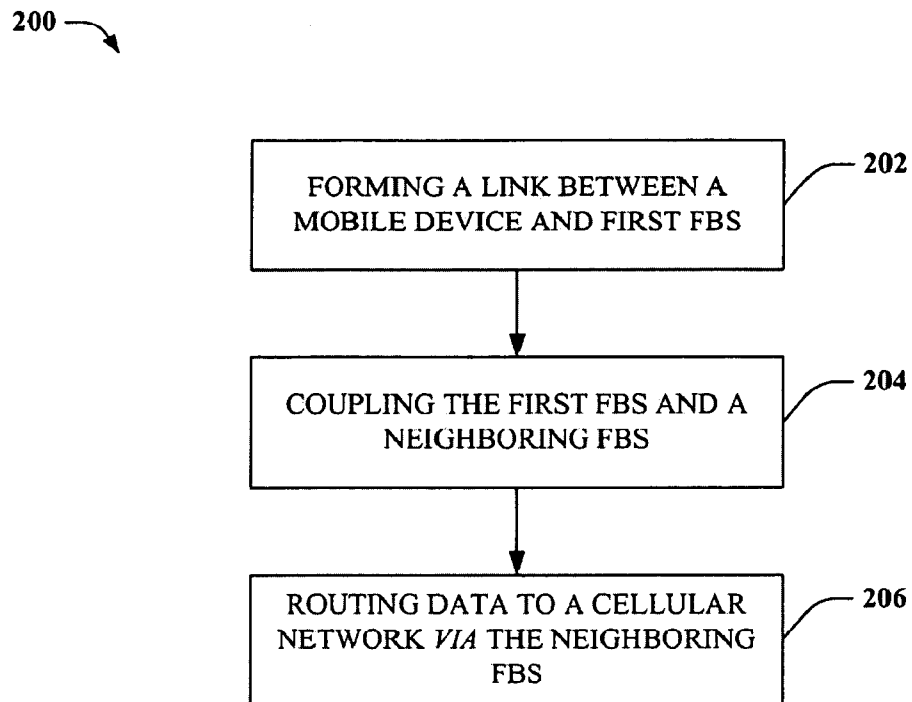 200
FORMING A LINK BETWEEN A
MOBILE DEVICE AND FIRST FBS
202
COUPLING THE FIRST FBS AND A
NEIGHBORING FBS
204
ROUTING DATA TO A CELLULAR
NETWORK VIA THE NEIGHBORING
FBS
206